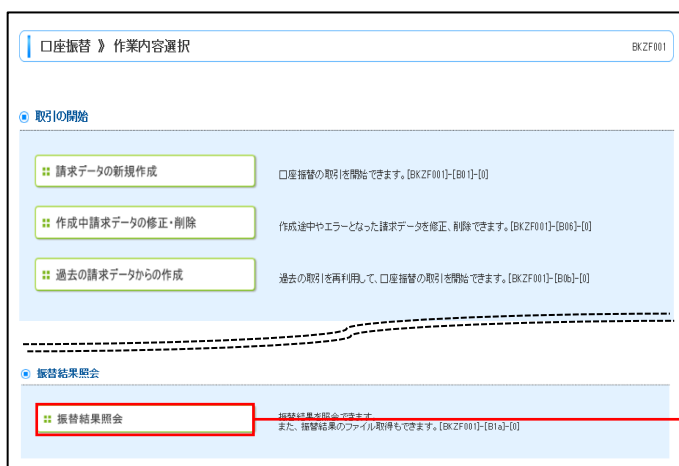 口座振替 》 作業内容選択
BKZF001
取引の開始
請求データの新規作成
口座振替の取引を開始できます。[BKZF001]-[B01]-[0]
作成中請求データの修正・削除
作成途中やエラーとなった請求データを修正、削除できます。[BKZF001]-[B06]-[0]
過去の請求データからの作成
過去の取引を再利用して、口座振替の取引を開始できます。[BKZF001]-[B0b]-[0]
振替結果照会
振替結果照会
振替結果を照会できます。
また、振替結果のファイル取得もできます。[BKZF001]-[B1a]-[0]